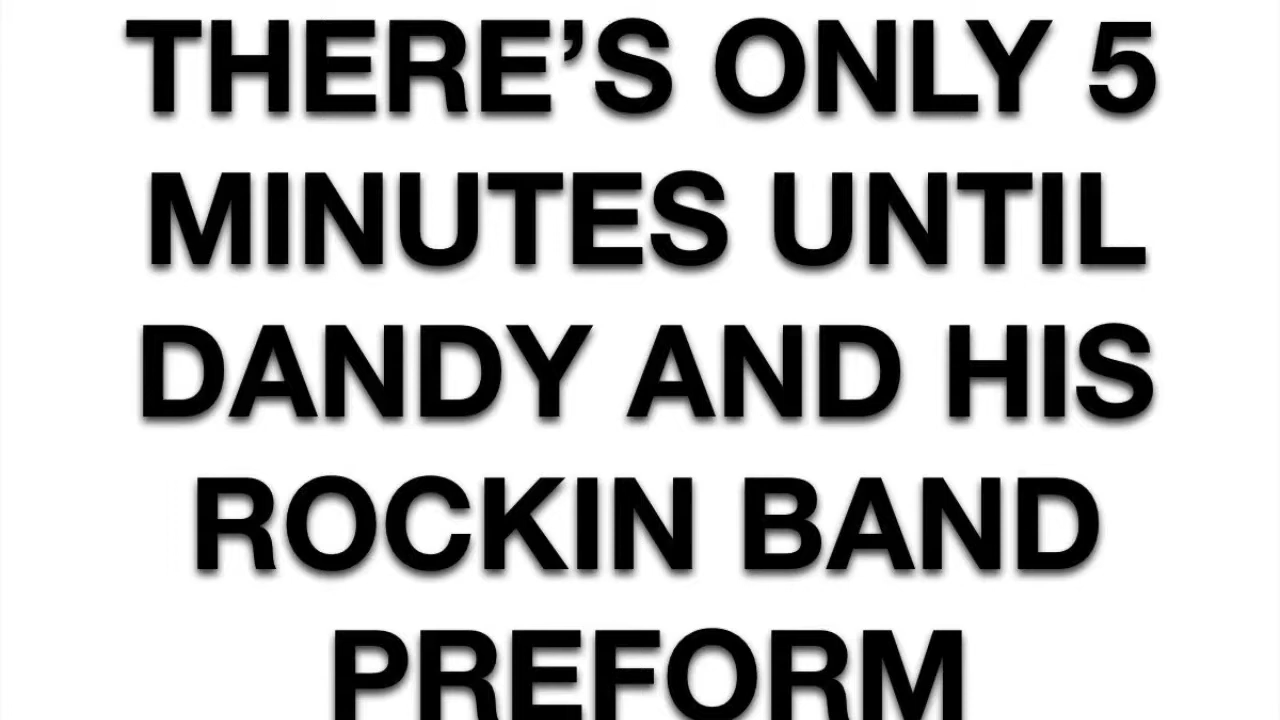 THERE’S ONLY 5
MINUTES UNTIL
DANDY AND HIS
ROCKIN BAND
PREFORM